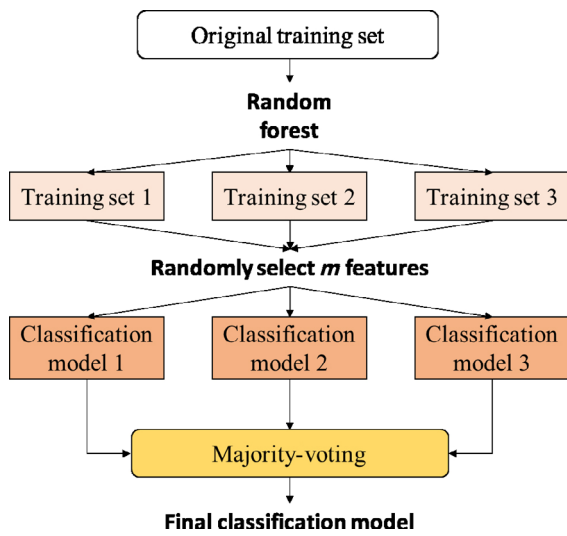 Original training set
Random
forest
Training set 1
Training set 2
Training set 3
Randomly select m features
Classification
model 1
Classification
model 2
Classification
model 3
Majority-voting
Final classification model